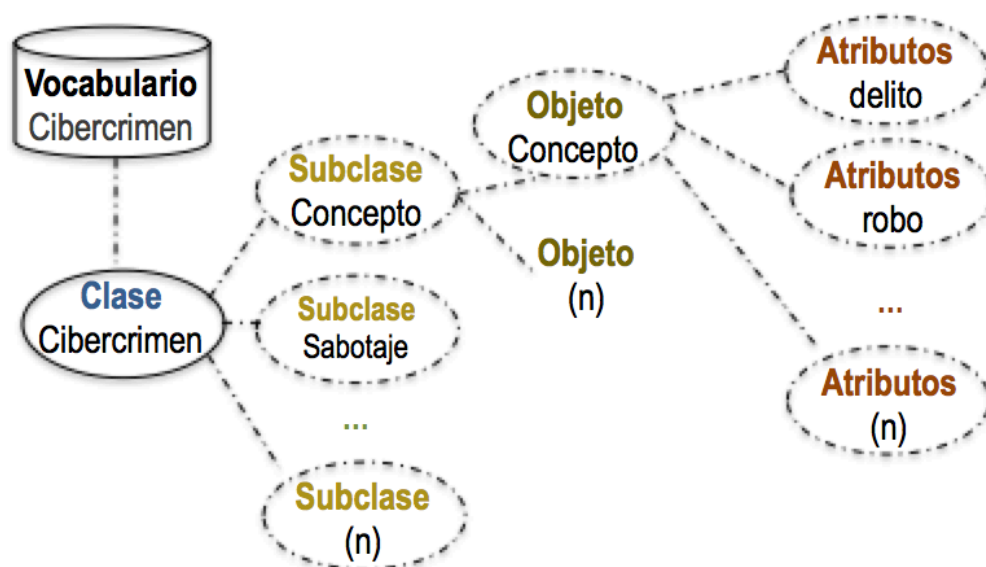 Vocabulario
Cibercrimen
Clase
Cibercrimen
Subclase
Concepto
Subclase
Sabotaje
...
Subclase
(n)
Objeto
Concepto
Objeto
(n)
Atributos
delito
Atributos
robo
...
Atributos
(n)